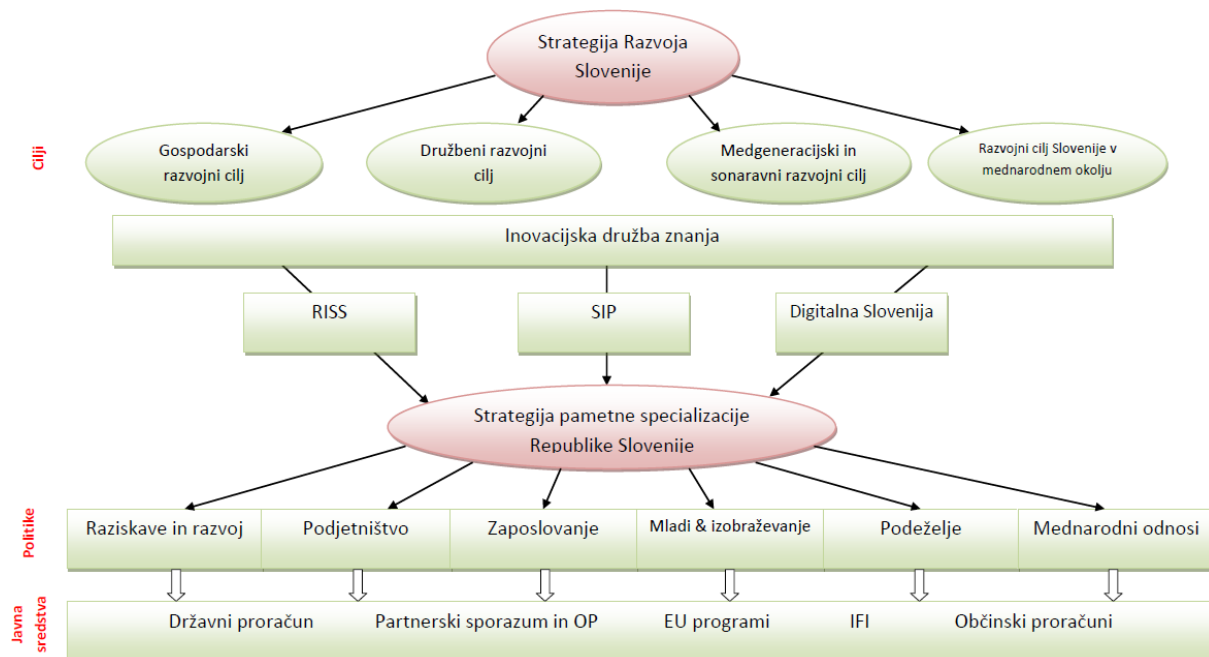 Strategija Razvoja
Slovenije
Cilji
Gospodarski
razvojni cilj
Družbeni razvojni
cilj
Medgeneracijski in
sonaravni razvojni cilj
Razvojni cilj Slovenije v
mednarodnem okolju
Inovacijska družba znanja
RISS
SIP
Digitalna Slovenija
Strategija pametne specializacije
Republike Slovenije
Politike
Raziskave in razvoj
Podjetništvo
Zaposlovanje
Mladi & izobraževanje
Podeželje
Mednarodni odnosi
Javna
sredstva
Državni proračun
Partnerski sporazum in OP
EU programi
IFI
Občinski proračuni